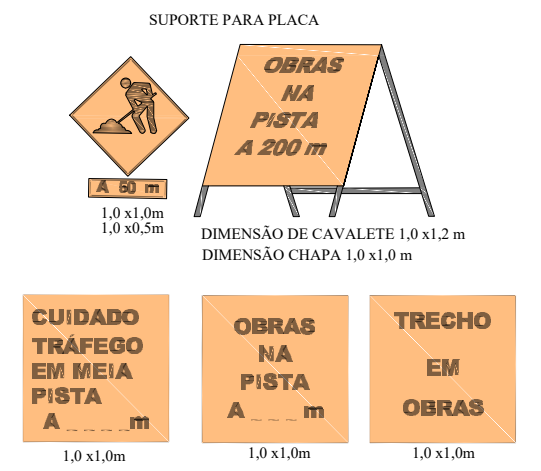 SUPORTE PARA PLACA
OBRAS
NA
PISTA
A 200 m
A 50 m
1,0 x1,0m
1,0 x0,5m
DIMENSÃO DE CAVALETE 1,0 x1,2 m
DIMENSÃO CHAPA 1,0 x1,0 m
CUIDADO
TRÁFEGO
EM MEIA
PISTA
A _ _ _ _ m
1,0 x1,0m
OBRAS
NA
PISTA
A _ _ _ m
1,0 x1,0m
TRECHO
EM
OBRAS
1,0 x1,0m